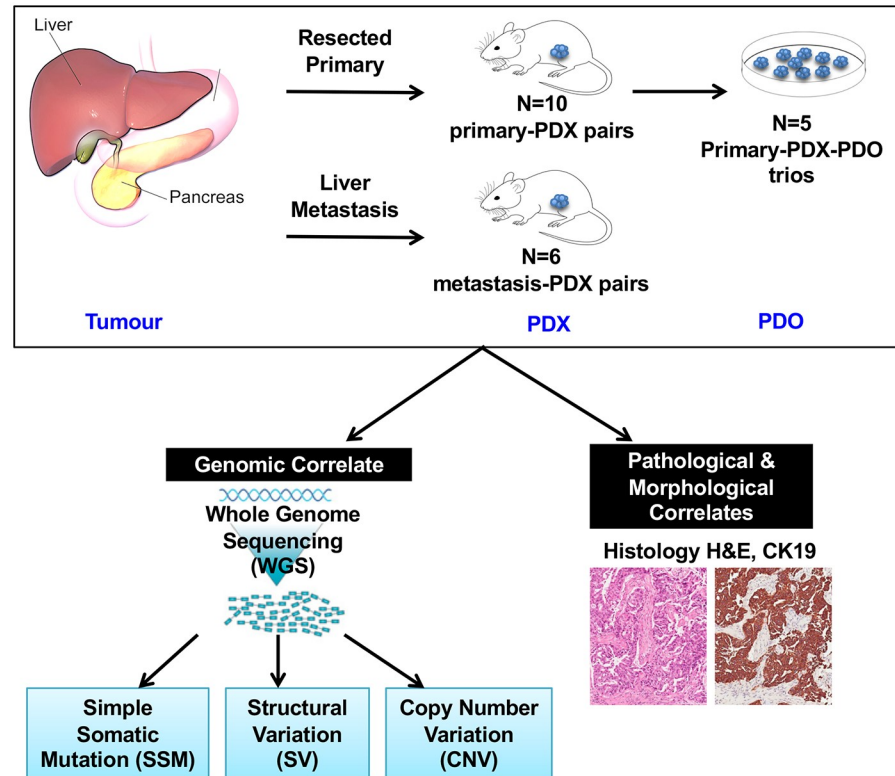 Liver
Pancreas
Resected
Primary
Liver
Metastasis
N=10
primary-PDX pairs
N=6
metastasis-PDX pairs
N=5
Primary-PDX-PDO
trios
Tumour
PDX
PDO
Genomic Correlate
Whole Genome
Sequencing
(WGS)
Pathological &
Morphological
Correlates
Histology H&E, CK19
Simple
Somatic
Mutation (SSM)
Structural
Variation
(SV)
Copy Number
Variation
(CNV)